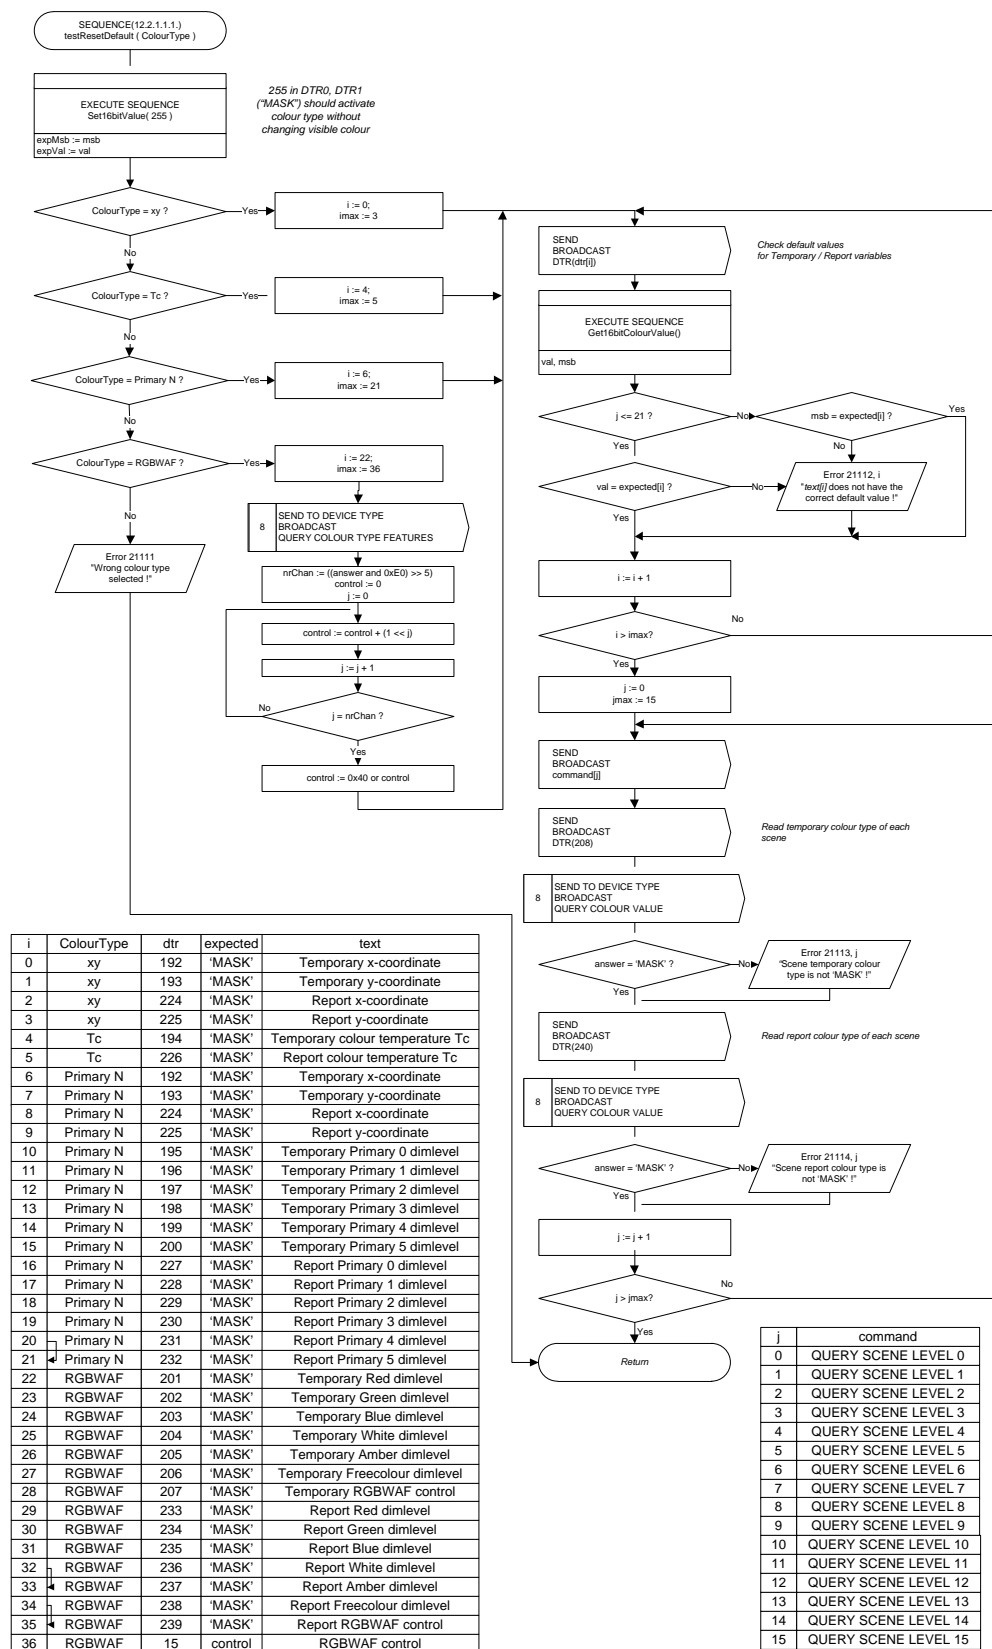 SEQUENCE(12.2.1.1.1.)
testResetDefault ( ColourType )
EXECUTE SEQUENCE
Set16bitValue( 255 )
expMsb := msb
expVal := val
255 in DTR0, DTR1
("MASK") should activate
colour type without
changing visible colour
ColourType = xy ?
Yes
i := 0;
imax := 3
No
ColourType = Tc ?
Yes
i := 4;
imax := 5
No
ColourType = Primary N ?
Yes
i := 6;
imax := 21
No
ColourType = RGBWAF ?
Yes
i := 22;
imax := 36
No
Error 21111
"Wrong colour type
selected !"
8
SEND TO DEVICE TYPE
BROADCAST
QUERY COLOUR TYPE FEATURES
nrChan := ((answer and 0xE0) >> 5)
control := 0
j := 0
control := control + (1 << j)
j := j + 1
No
j = nrChan ?
Yes
control := 0x40 or control
SEND
BROADCAST
DTR(dtr[i])
Check default values
for Temporary / Report variables
EXECUTE SEQUENCE
Get16bitColourValue()
val, msb
j <= 21 ?
No
msb = expected[i] ?
Yes
Yes
No
val = expected[i] ?
No
Error 21112, i
"text[i] does not have the
correct default value !"
Yes
i := i + 1
No
i > imax?
Yes
j := 0
jmax := 15
SEND
BROADCAST
command[j]
SEND
BROADCAST
DTR(208)
Read temporary colour type of each
scene
8
SEND TO DEVICE TYPE
BROADCAST
QUERY COLOUR VALUE
answer = 'MASK' ?
No
Error 21113, j
"Scene temporary colour
type is not 'MASK' !"
Yes
SEND
BROADCAST
DTR(240)
Read report colour type of each scene
8
SEND TO DEVICE TYPE
BROADCAST
QUERY COLOUR VALUE
answer = 'MASK' ?
No
Error 21114, j
"Scene report colour type is
not 'MASK' !"
Yes
j := j + 1
No
j > jmax?
Yes
Return
i ColourType dtr expected text
0 xy 192 'MASK' Temporary x-coordinate
1 xy 193 'MASK' Temporary y-coordinate
2 xy 224 'MASK' Report x-coordinate
3 xy 225 'MASK' Report y-coordinate
4 Tc 194 'MASK' Temporary colour temperature Tc
5 Tc 226 'MASK' Report colour temperature Tc
6 Primary N 192 'MASK' Temporary x-coordinate
7 Primary N 193 'MASK' Temporary y-coordinate
8 Primary N 224 'MASK' Report x-coordinate
9 Primary N 225 'MASK' Report y-coordinate
10 Primary N 195 'MASK' Temporary Primary 0 dimlevel
11 Primary N 196 'MASK' Temporary Primary 1 dimlevel
12 Primary N 197 'MASK' Temporary Primary 2 dimlevel
13 Primary N 198 'MASK' Temporary Primary 3 dimlevel
14 Primary N 199 'MASK' Temporary Primary 4 dimlevel
15 Primary N 200 'MASK' Temporary Primary 5 dimlevel
16 Primary N 227 'MASK' Report Primary 0 dimlevel
17 Primary N 228 'MASK' Report Primary 1 dimlevel
18 Primary N 229 'MASK' Report Primary 2 dimlevel
19 Primary N 230 'MASK' Report Primary 3 dimlevel
20 Primary N 231 'MASK' Report Primary 4 dimlevel
21 Primary N 232 'MASK' Report Primary 5 dimlevel
22 RGBWAF 201 'MASK' Temporary Red dimlevel
23 RGBWAF 202 'MASK' Temporary Green dimlevel
24 RGBWAF 203 'MASK' Temporary Blue dimlevel
25 RGBWAF 204 'MASK' Temporary White dimlevel
26 RGBWAF 205 'MASK' Temporary Amber dimlevel
27 RGBWAF 206 'MASK' Temporary Freecolour dimlevel
28 RGBWAF 207 'MASK' Temporary RGBWAF control
29 RGBWAF 233 'MASK' Report Red dimlevel
30 RGBWAF 234 'MASK' Report Green dimlevel
31 RGBWAF 235 'MASK' Report Blue dimlevel
32 RGBWAF 236 'MASK' Report White dimlevel
33 RGBWAF 237 'MASK' Report Amber dimlevel
34 RGBWAF 238 'MASK' Report Freecolour dimlevel
35 RGBWAF 239 'MASK' Report RGBWAF control
36 RGBWAF 15 control RGBWAF control
j command
0 QUERY SCENE LEVEL 0
1 QUERY SCENE LEVEL 1
2 QUERY SCENE LEVEL 2
3 QUERY SCENE LEVEL 3
4 QUERY SCENE LEVEL 4
5 QUERY SCENE LEVEL 5
6 QUERY SCENE LEVEL 6
7 QUERY SCENE LEVEL 7
8 QUERY SCENE LEVEL 8
9 QUERY SCENE LEVEL 9
10 QUERY SCENE LEVEL 10
11 QUERY SCENE LEVEL 11
12 QUERY SCENE LEVEL 12
13 QUERY SCENE LEVEL 13
14 QUERY SCENE LEVEL 14
15 QUERY SCENE LEVEL 15